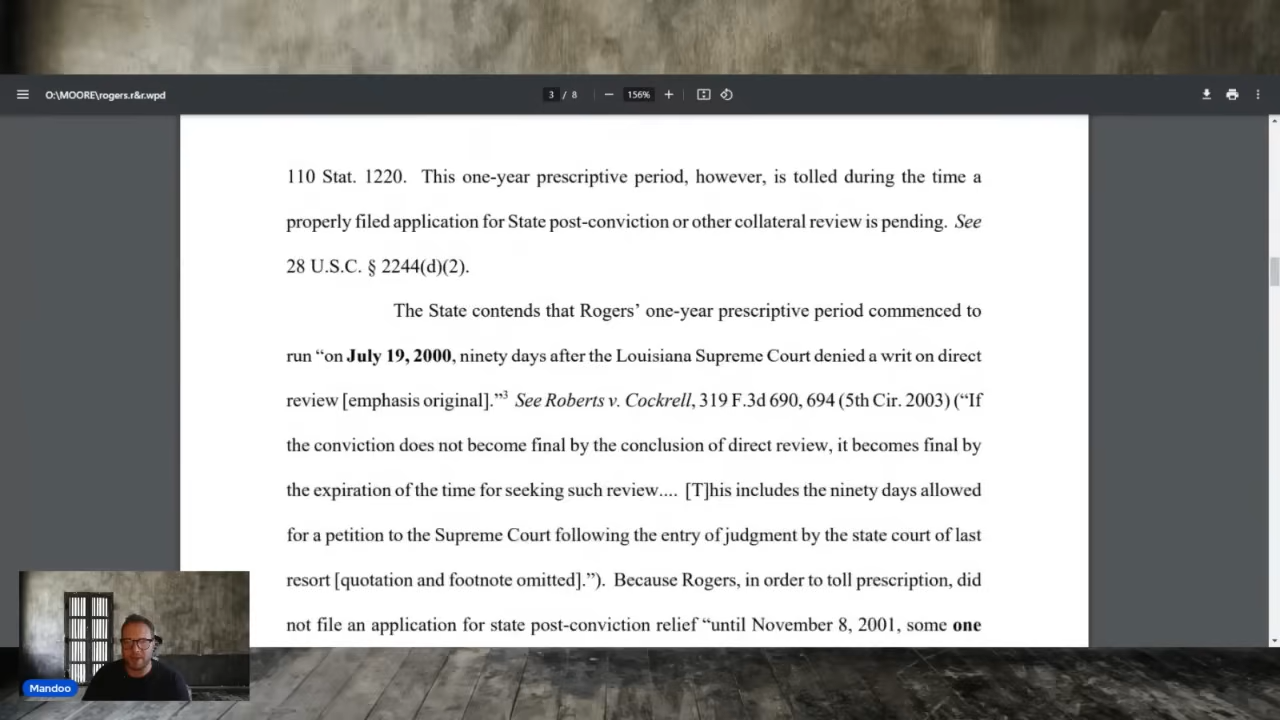 O:\MOORE\rogers.r&r.wpd
3 / 8
156%
110 Stat. 1220. This one-year prescriptive period, however, is tolled during the time a
properly filed application for State post-conviction or other collateral review is pending. See
28 U.S.C. § 2244(d)(2).
The State contends that Rogers’ one-year prescriptive period commenced to
run “on July 19, 2000, ninety days after the Louisiana Supreme Court denied a writ on direct
review [emphasis original].”³ See Roberts v. Cockrell, 319 F.3d 690, 694 (5th Cir. 2003) (“If
the conviction does not become final by the conclusion of direct review, it becomes final by
the expiration of the time for seeking such review.... [T]his includes the ninety days allowed
for a petition to the Supreme Court following the entry of judgment by the state court of last
resort [quotation and footnote omitted].”). Because Rogers, in order to toll prescription, did
not file an application for state post-conviction relief “until November 8, 2001, some one
Mandoo